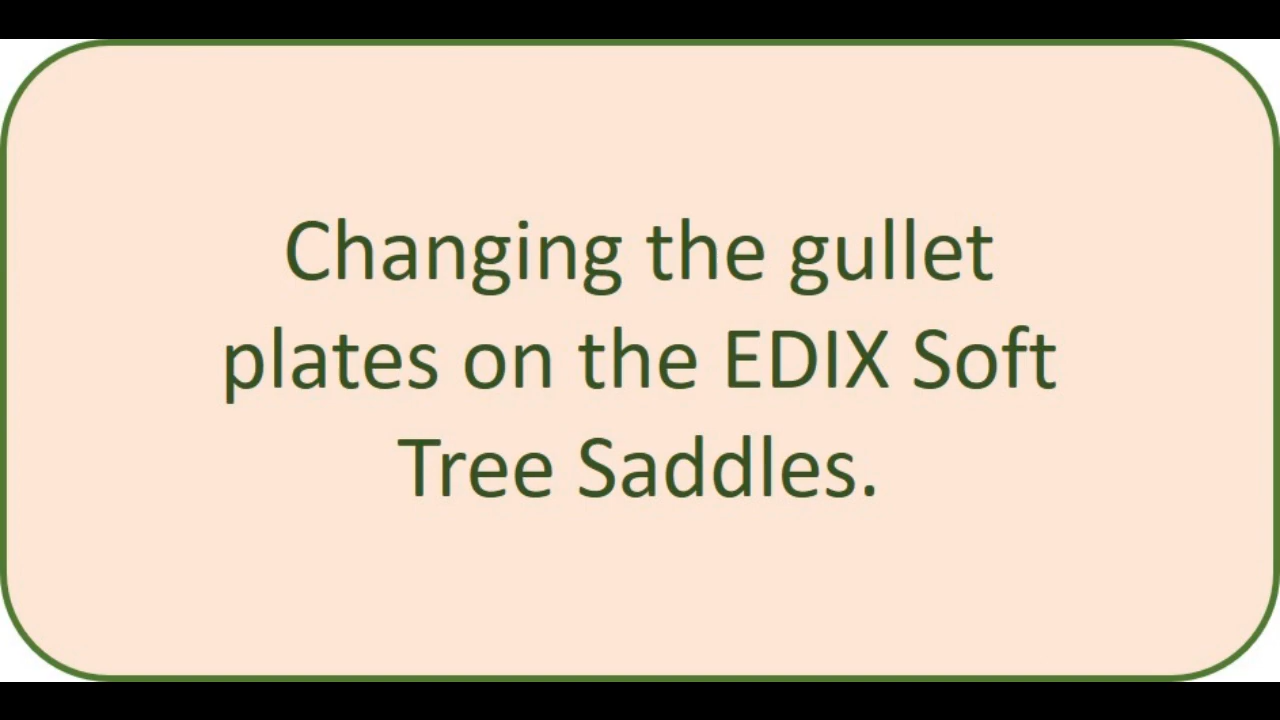 Changing the gullet
plates on the EDIX Soft
Tree Saddles.